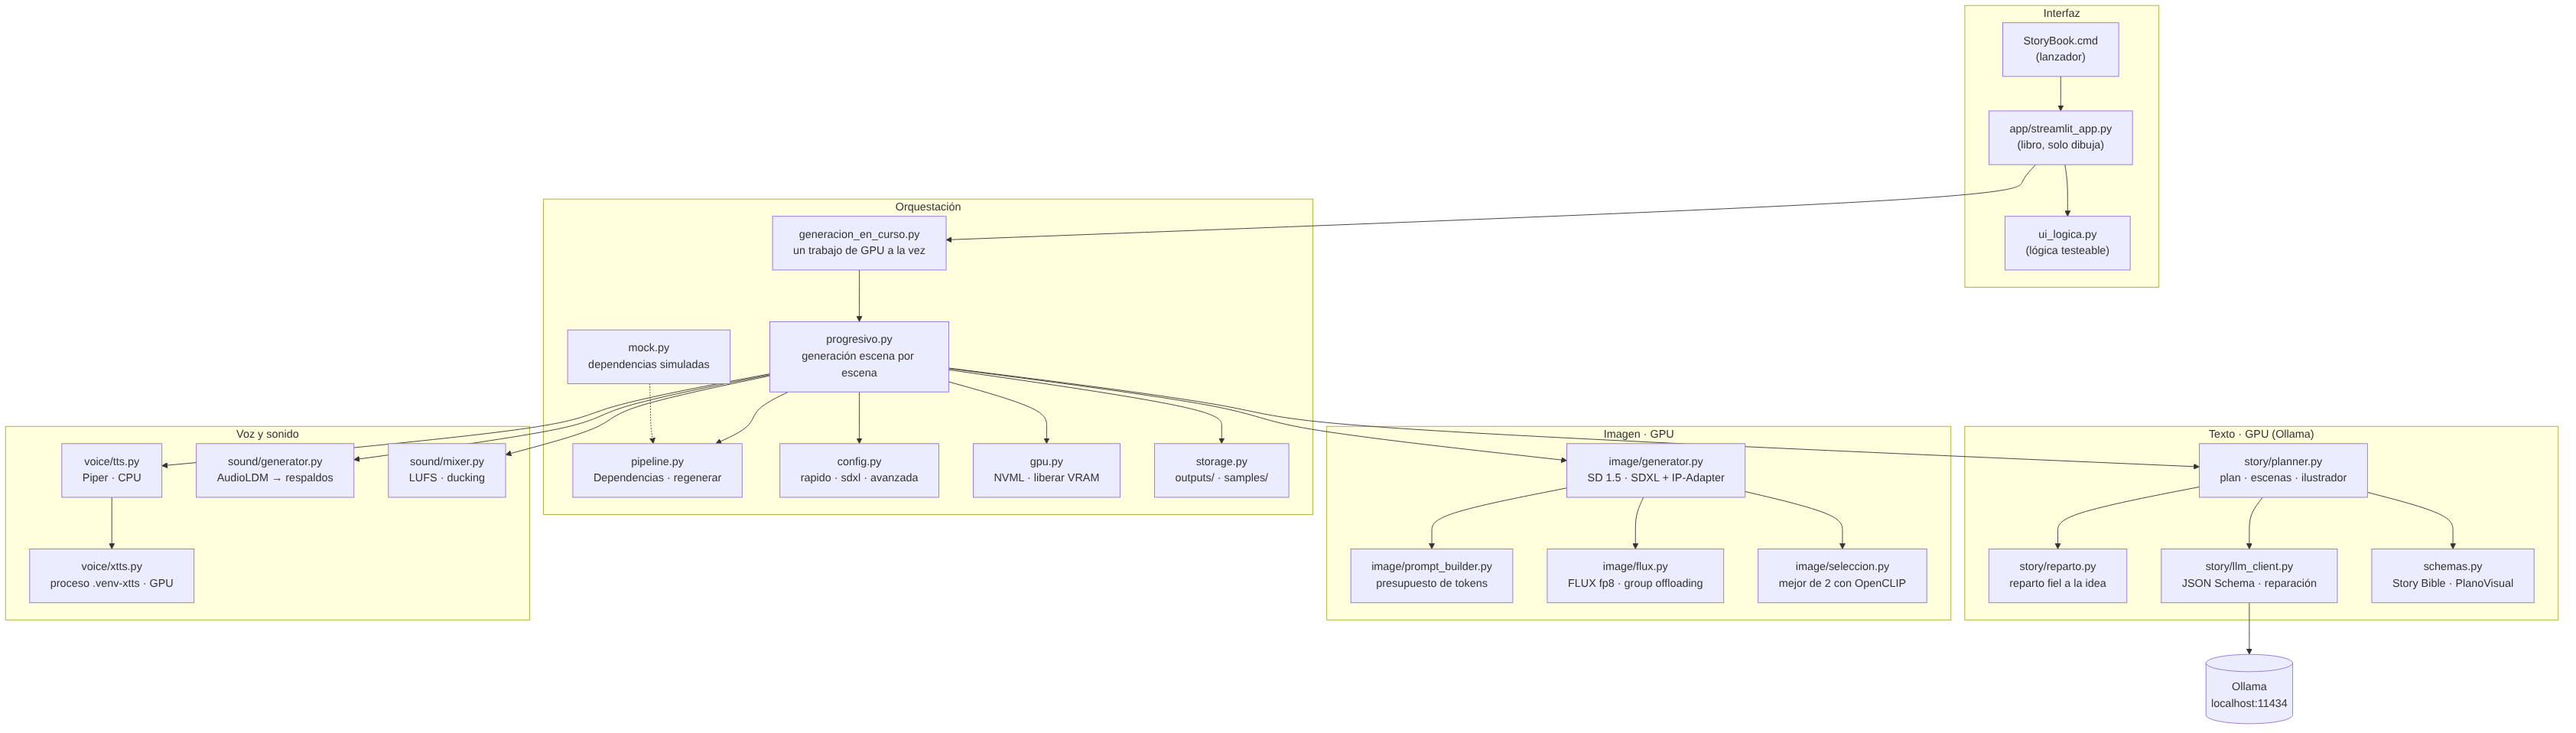 Interfaz
StoryBook.cmd
(lanzador)
app/streamlit_app.py
(libro, solo dibuja)
ui_logica.py
(lógica testeable)
Orquestación
generacion_en_curso.py
un trabajo de GPU a la vez
mock.py
dependencias simuladas
progresivo.py
generación escena por
escena
pipeline.py
Dependencias · regenerar
config.py
rapido · sdxl · avanzada
gpu.py
NVML · liberar VRAM
storage.py
outputs/ · samples/
Voz y sonido
voice/tts.py
Piper · CPU
sound/generator.py
AudioLDM → respaldos
sound/mixer.py
LUFS · ducking
voice/xtts.py
proceso .venv-xtts · GPU
Imagen · GPU
image/generator.py
SD 1.5 · SDXL + IP-Adapter
image/prompt_builder.py
presupuesto de tokens
image/flux.py
FLUX fp8 · group offloading
image/seleccion.py
mejor de 2 con OpenCLIP
Texto · GPU (Ollama)
story/planner.py
plan · escenas · ilustrador
story/reparto.py
reparto fiel a la idea
story/llm_client.py
JSON Schema · reparación
schemas.py
Story Bible · PlanoVisual
Ollama
localhost:11434